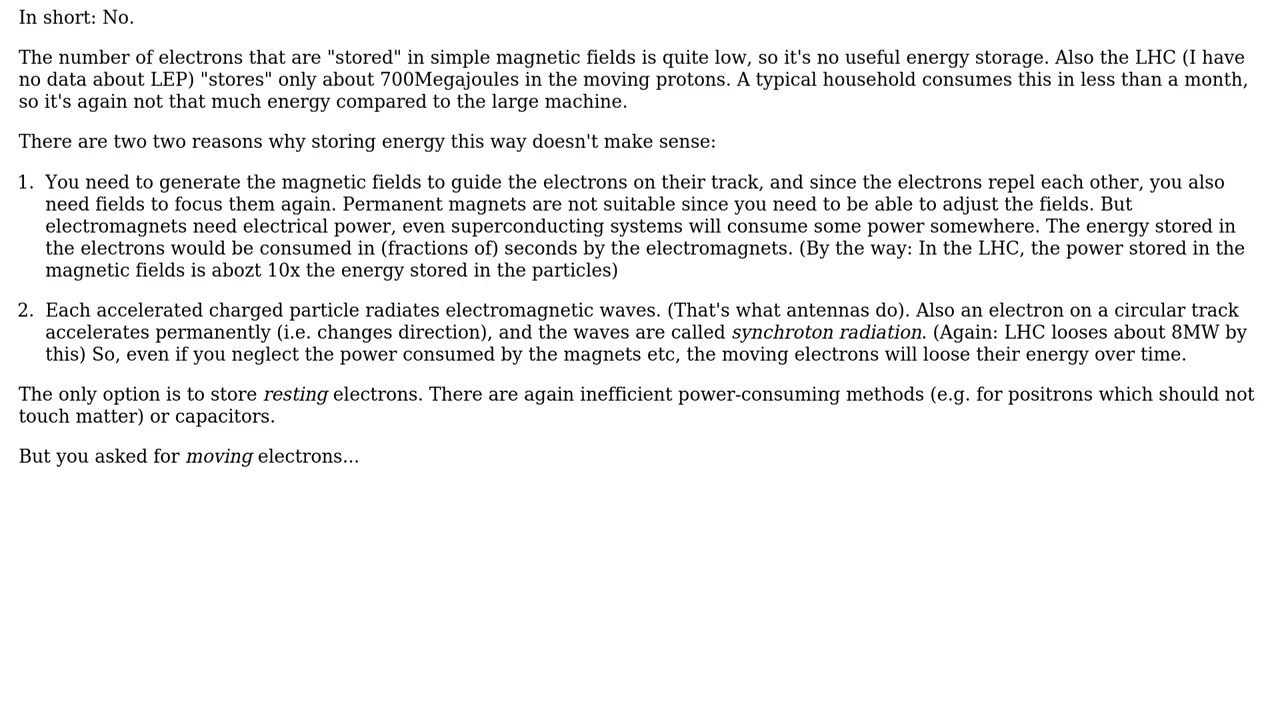 In short: No.
The number of electrons that are "stored" in simple magnetic fields is quite low, so it's no useful energy storage. Also the LHC (I have
no data about LEP) "stores" only about 700Megajoules in the moving protons. A typical household consumes this in less than a month,
so it's again not that much energy compared to the large machine.
There are two two reasons why storing energy this way doesn't make sense:
1. You need to generate the magnetic fields to guide the electrons on their track, and since the electrons repel each other, you also
need fields to focus them again. Permanent magnets are not suitable since you need to be able to adjust the fields. But
electromagnets need electrical power, even superconducting systems will consume some power somewhere. The energy stored in
the electrons would be consumed in (fractions of) seconds by the electromagnets. (By the way: In the LHC, the power stored in the
magnetic fields is abozt 10x the energy stored in the particles)
2. Each accelerated charged particle radiates electromagnetic waves. (That's what antennas do). Also an electron on a circular track
accelerates permanently (i.e. changes direction), and the waves are called synchroton radiation. (Again: LHC looses about 8MW by
this) So, even if you neglect the power consumed by the magnets etc, the moving electrons will loose their energy over time.
The only option is to store resting electrons. There are again inefficient power-consuming methods (e.g. for positrons which should not
touch matter) or capacitors.
But you asked for moving electrons...